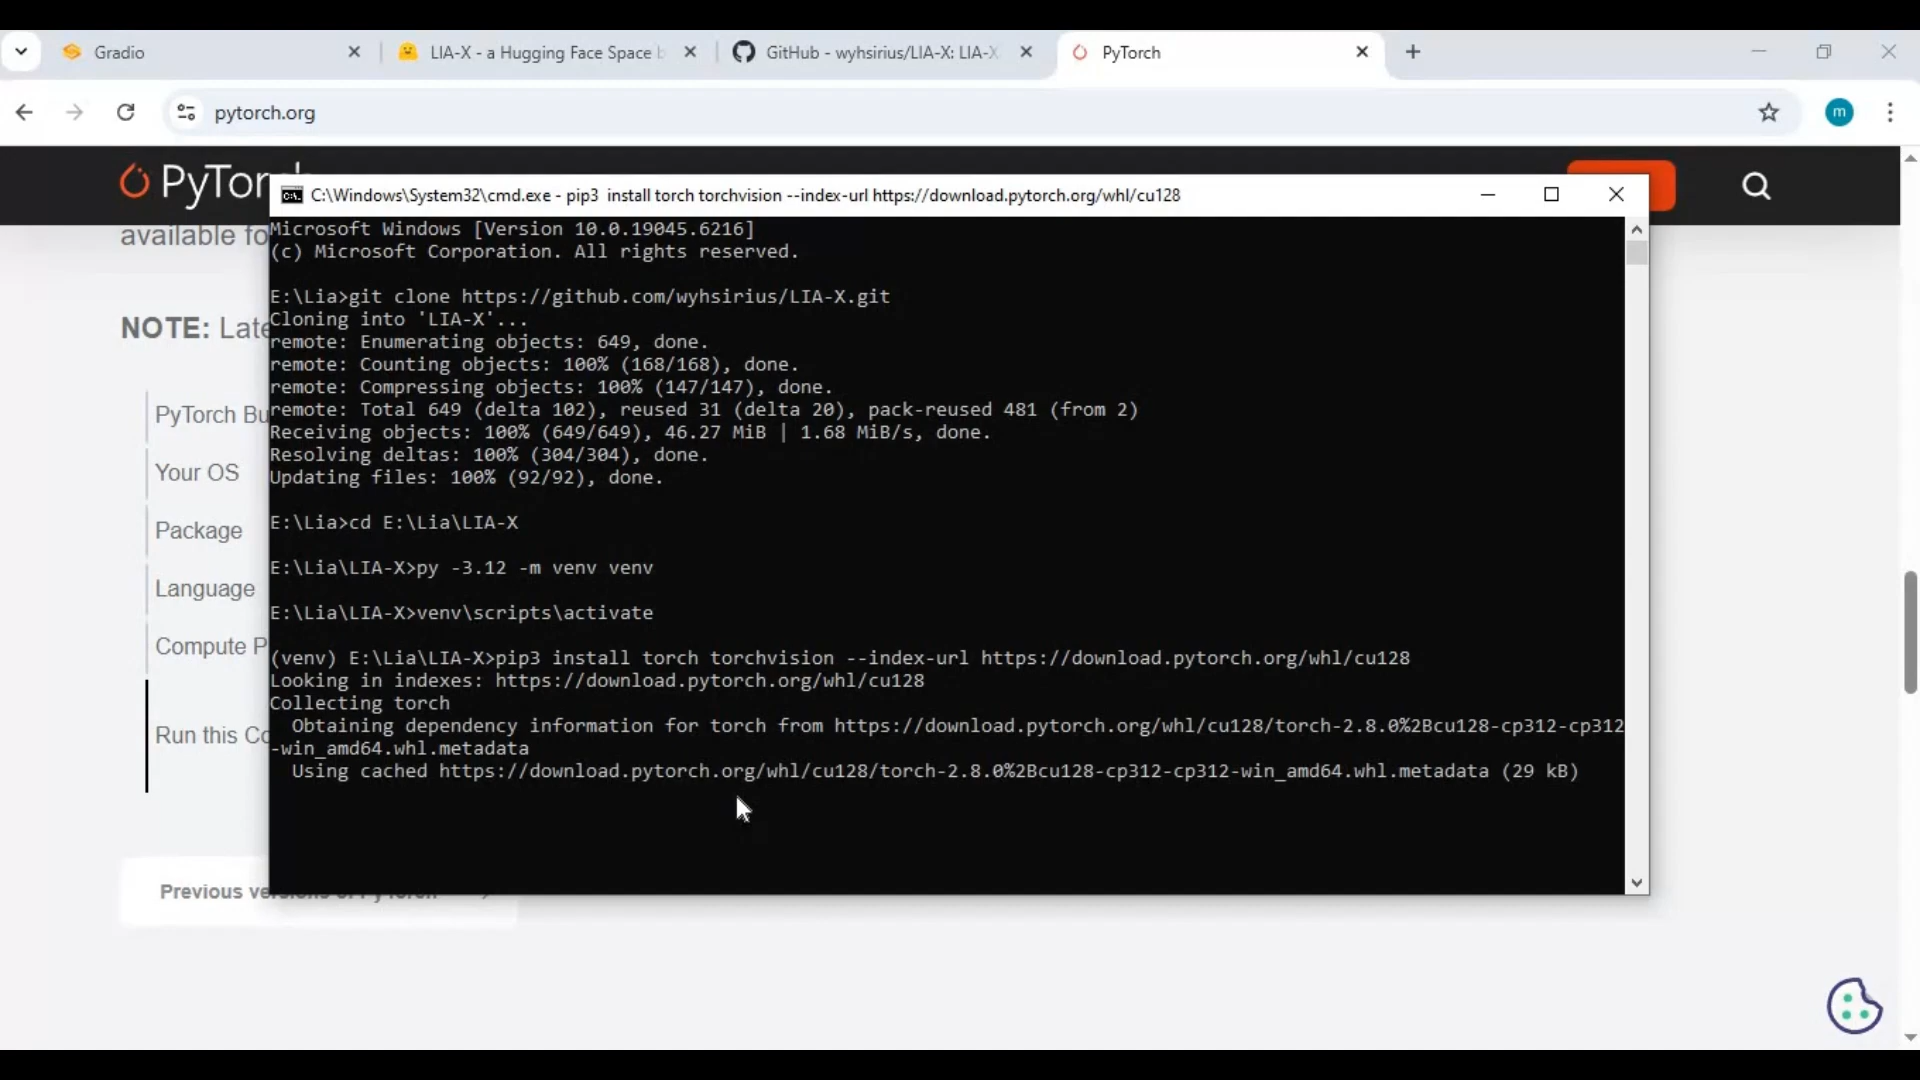 Gradio
LIA-X - a Hugging Face Space b
GitHub - wyhsirius/LIA-X: LIA-X
PyTorch
pytorch.org
m
PyTorch
C:\Windows\System32\cmd.exe - pip3 install torch torchvision --index-url https://download.pytorch.org/whl/cu128
available fo
NOTE: Late
PyTorch Bu
Your OS
Package
Language
Compute P
Run this Co
Previous versions of PyTorch
Microsoft Windows [Version 10.0.19045.6216]
(c) Microsoft Corporation. All rights reserved.
E:\Lia>git clone https://github.com/wyhsirius/LIA-X.git
Cloning into 'LIA-X'...
remote: Enumerating objects: 649, done.
remote: Counting objects: 100% (168/168), done.
remote: Compressing objects: 100% (147/147), done.
remote: Total 649 (delta 102), reused 31 (delta 20), pack-reused 481 (from 2)
Receiving objects: 100% (649/649), 46.27 MiB | 1.68 MiB/s, done.
Resolving deltas: 100% (304/304), done.
Updating files: 100% (92/92), done.
E:\Lia>cd E:\Lia\LIA-X
E:\Lia\LIA-X>py -3.12 -m venv venv
E:\Lia\LIA-X>venv\scripts\activate
(venv) E:\Lia\LIA-X>pip3 install torch torchvision --index-url https://download.pytorch.org/whl/cu128
Looking in indexes: https://download.pytorch.org/whl/cu128
Collecting torch
Obtaining dependency information for torch from https://download.pytorch.org/whl/cu128/torch-2.8.0%2Bcu128-cp312-cp312
-win_amd64.whl.metadata
Using cached https://download.pytorch.org/whl/cu128/torch-2.8.0%2Bcu128-cp312-cp312-win_amd64.whl.metadata (29 kB)